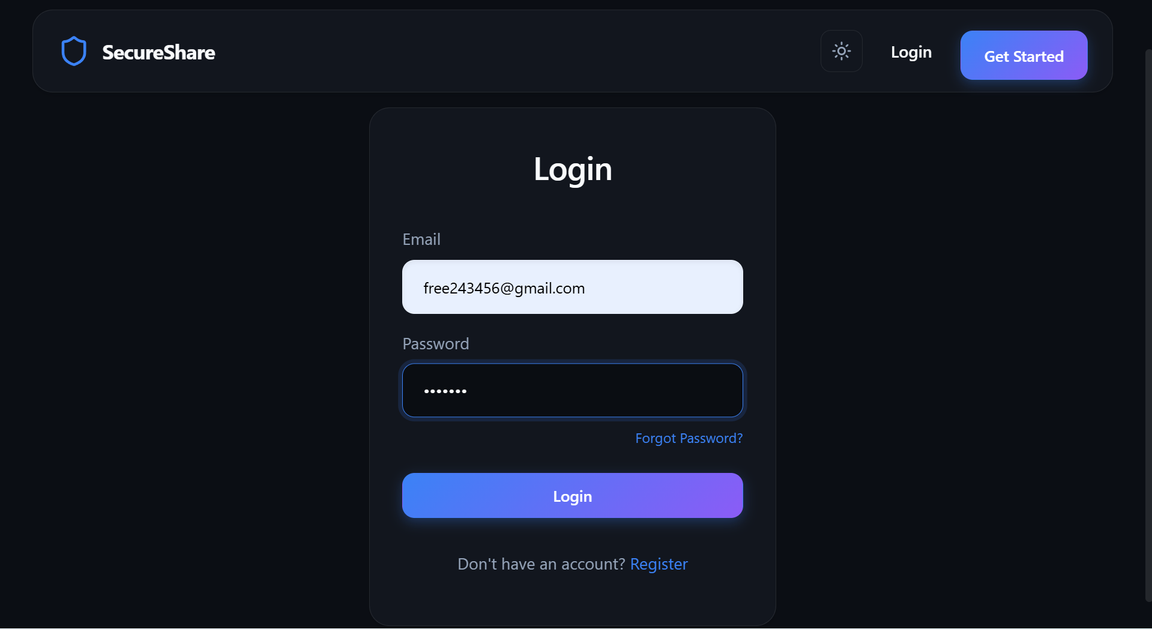 SecureShare
Login
Get Started
Login
Email
free243456@gmail.com
Password
•••••••
Forgot Password?
Login
Don't have an account? Register